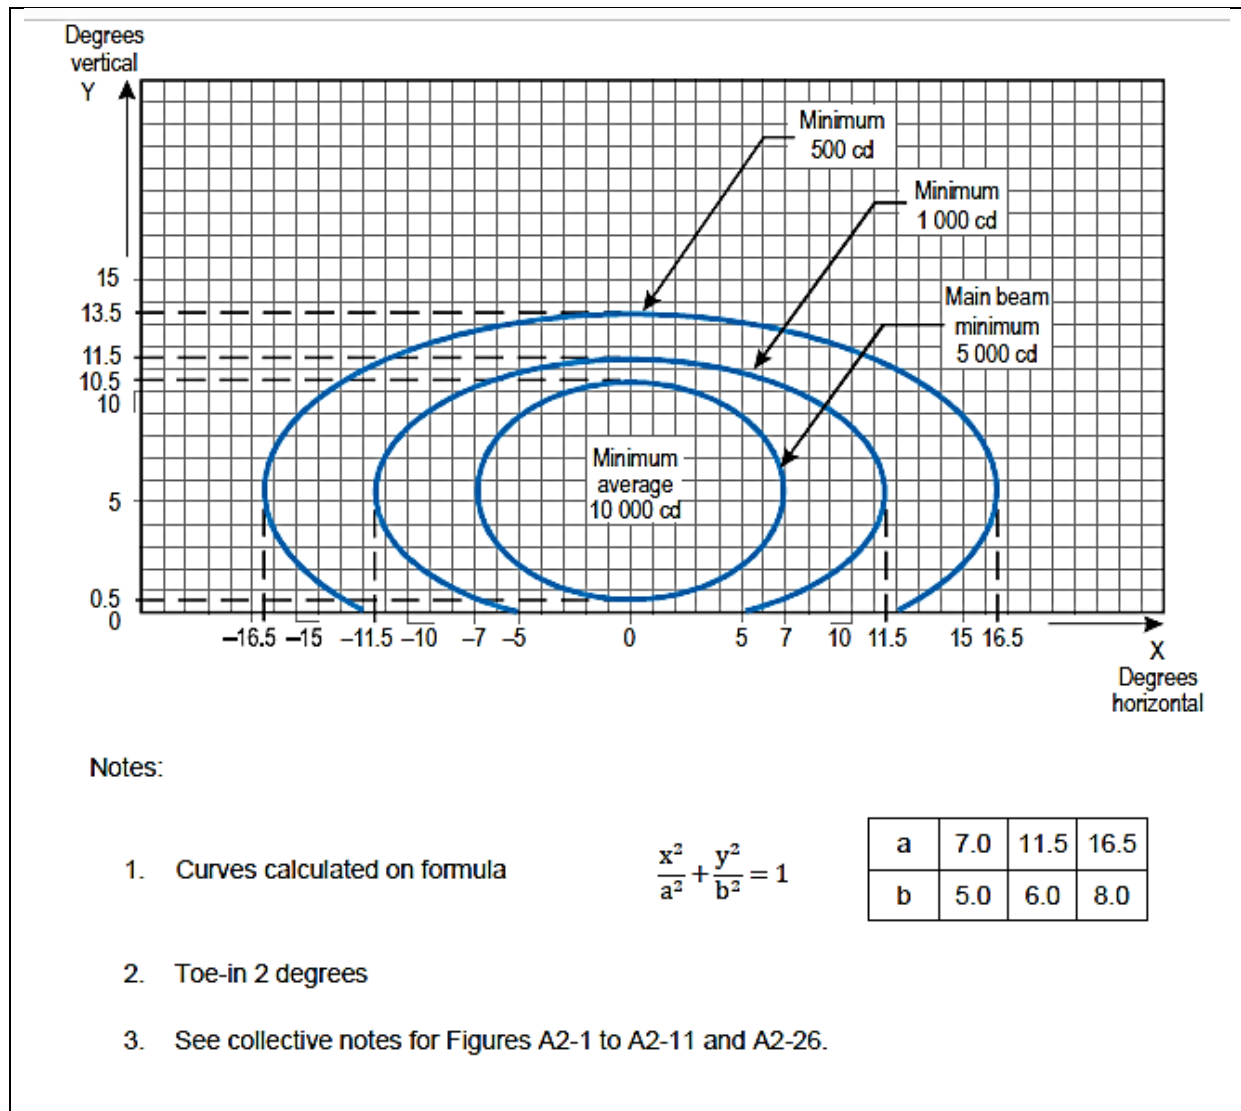 Degrees
vertical
Y
Minimum
500 cd
Minimum
1 000 cd
Main beam
minimum
5 000 cd
15
13.5
11.5
10.5
10
Minimum
average
10 000 cd
5
0.5
0
–16.5 –15 –11.5 –10 –7 –5 0 5 7 10 11.5 15 16.5
X
Degrees
horizontal
Notes:
1. Curves calculated on formula x²/a² + y²/b² = 1
a 7.0 11.5 16.5
b 5.0 6.0 8.0
2. Toe-in 2 degrees
3. See collective notes for Figures A2-1 to A2-11 and A2-26.